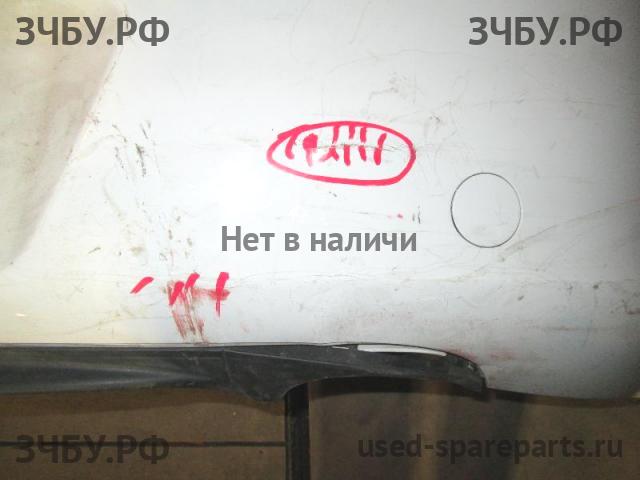 ЗЧБУ.РФ ЗЧБУ.РФ
Нет в наличи
ЗЧБУ.РФ used-spareparts.ru